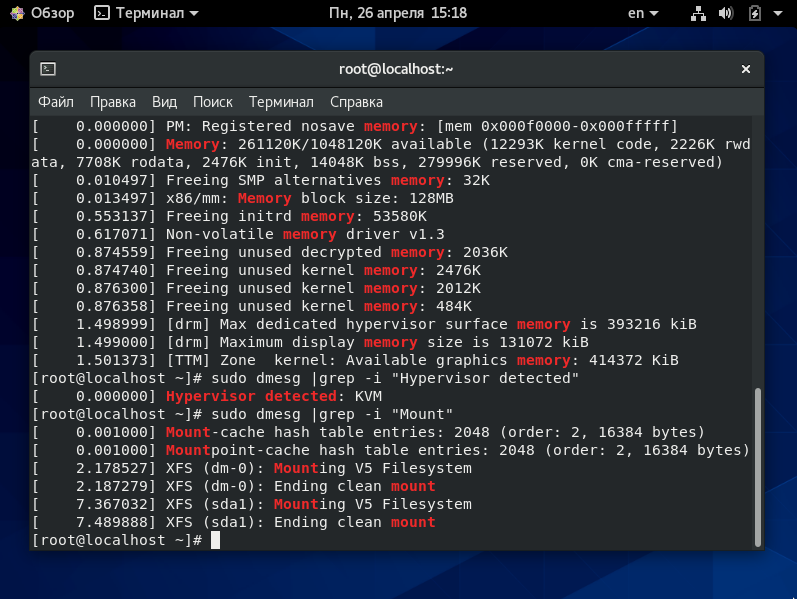 Обзор Терминал Пн, 26 апреля 15:18 en
root@localhost:~
Файл Правка Вид Поиск Терминал Справка
[    0.000000] PM: Registered nosave memory: [mem 0x000f0000-0x000fffff]
[    0.000000] Memory: 261120K/1048120K available (12293K kernel code, 2226K rwd
ata, 7708K rodata, 2476K init, 14048K bss, 279996K reserved, 0K cma-reserved)
[    0.010497] Freeing SMP alternatives memory: 32K
[    0.013497] x86/mm: Memory block size: 128MB
[    0.553137] Freeing initrd memory: 53580K
[    0.617071] Non-volatile memory driver v1.3
[    0.874559] Freeing unused decrypted memory: 2036K
[    0.874740] Freeing unused kernel memory: 2476K
[    0.876300] Freeing unused kernel memory: 2012K
[    0.876358] Freeing unused kernel memory: 484K
[    1.498999] [drm] Max dedicated hypervisor surface memory is 393216 kiB
[    1.499000] [drm] Maximum display memory size is 131072 kiB
[    1.501373] [TTM] Zone  kernel: Available graphics memory: 414372 KiB
[root@localhost ~]# sudo dmesg |grep -i "Hypervisor detected"
[    0.000000] Hypervisor detected: KVM
[root@localhost ~]# sudo dmesg |grep -i "Mount"
[    0.001000] Mount-cache hash table entries: 2048 (order: 2, 16384 bytes)
[    0.001000] Mountpoint-cache hash table entries: 2048 (order: 2, 16384 bytes)
[    2.178527] XFS (dm-0): Mounting V5 Filesystem
[    2.187279] XFS (dm-0): Ending clean mount
[    7.367032] XFS (sda1): Mounting V5 Filesystem
[    7.489888] XFS (sda1): Ending clean mount
[root@localhost ~]#